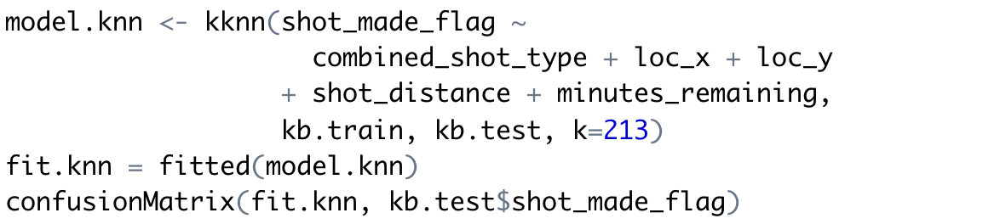 model.knn <- kknn(shot_made_flag ~
combined_shot_type + loc_x + loc_y
+ shot_distance + minutes_remaining,
kb.train, kb.test, k=213)
fit.knn = fitted(model.knn)
confusionMatrix(fit.knn, kb.test$shot_made_flag)